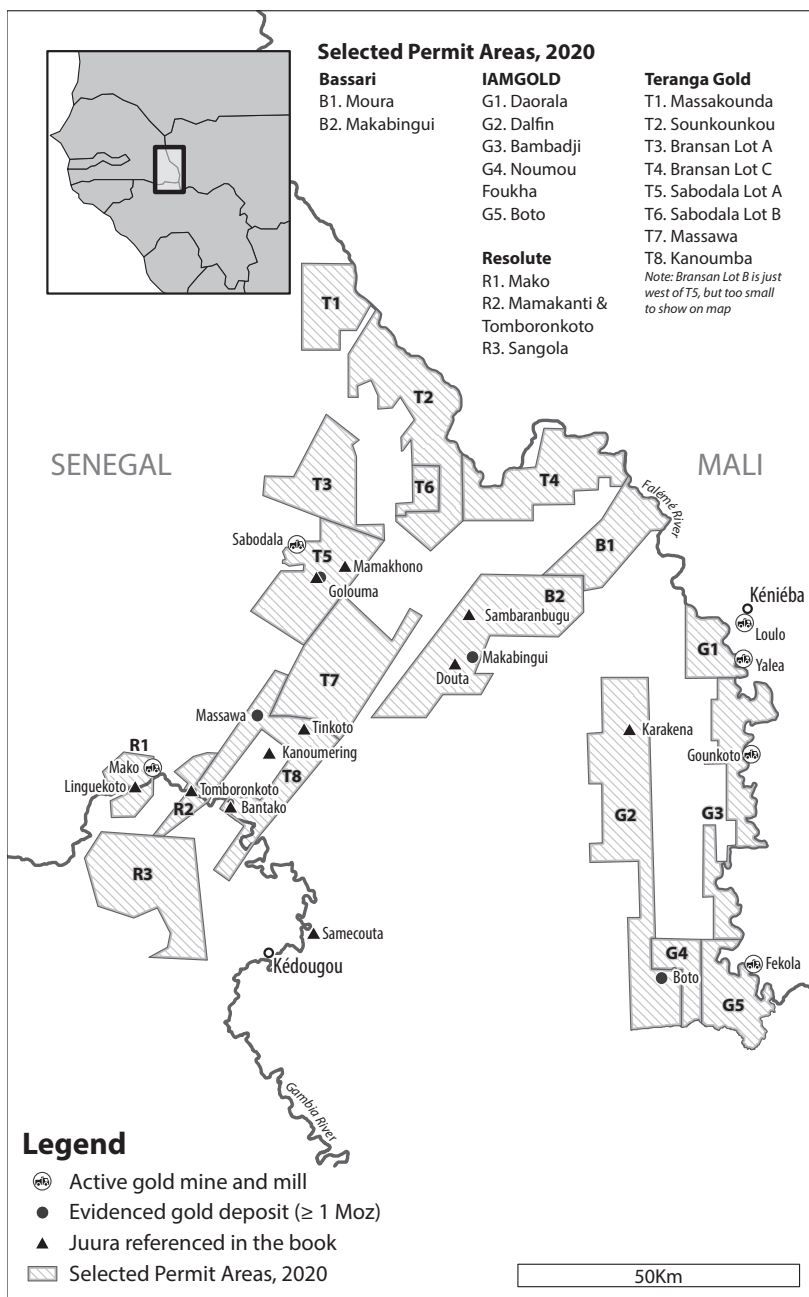 Selected Permit Areas, 2020
Bassari
B1. Moura
B2. Makabingui
IAMGOLD
G1. Daorala
G2. Dalfin
G3. Bambadji
G4. Noumou
Foukha
G5. Boto
Resolute
R1. Mako
R2. Mamakanti &
Tomboronkoto
R3. Sangola
Teranga Gold
T1. Massakounda
T2. Sounkounkou
T3. Bransan Lot A
T4. Bransan Lot C
T5. Sabodala Lot A
T6. Sabodala Lot B
T7. Massawa
T8. Kanoumba
Note: Bransan Lot B is just
west of T5, but too small
to show on map
T1
T2
SENEGAL
MALI
T3
T6
T4
Falémé River
Sabodala
T5
Mamakhono
Golouma
B1
B2
Sambaranbugu
Makabingui
Douta
Kéniéba
Loulo
G1
Yalea
T7
Massawa
Tinkoto
Kanoumering
T8
Karakena
Gounkoto
R1
Mako
Linguekoto
R2
Tomboronkoto
Bantako
G2
G3
R3
Samecouta
Kédougou
G4
Fekola
Boto
G5
Gambia River
Legend
Active gold mine and mill
Evidenced gold deposit (≥ 1 Moz)
Juura referenced in the book
Selected Permit Areas, 2020
50Km